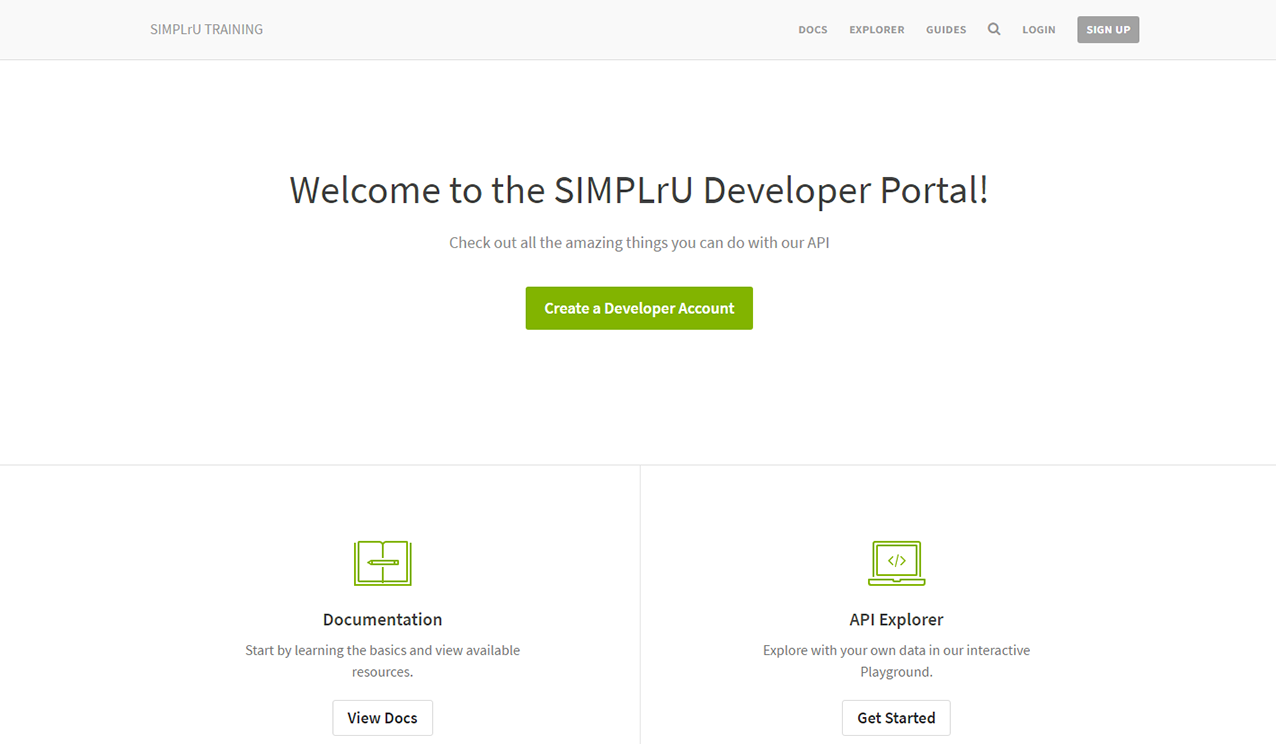 SIMPLrU TRAINING
DOCS EXPLORER GUIDES LOGIN SIGN UP
Welcome to the SIMPLrU Developer Portal!
Check out all the amazing things you can do with our API
Create a Developer Account
</>
Documentation
Start by learning the basics and view available
resources.
View Docs
API Explorer
Explore with your own data in our interactive
Playground.
Get Started